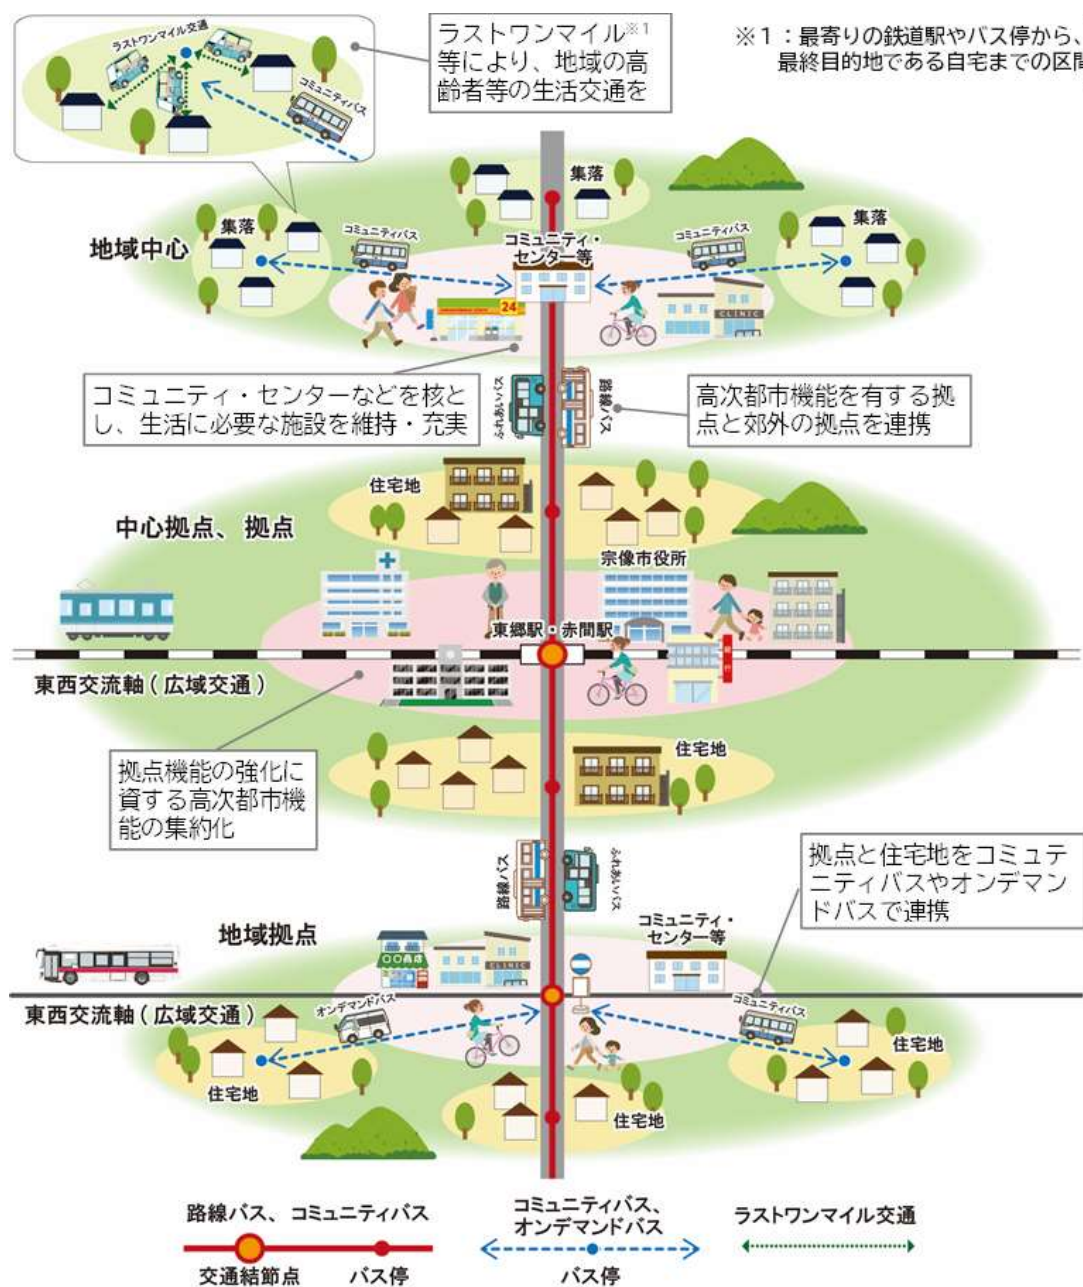 ラストワンマイル交通
コミュニティバス
ラストワンマイル※1
等により、地域の高
齢者等の生活交通を
※1:最寄りの鉄道駅やバス停から、
最終目的地である自宅までの区間
集落
地域中心
集落
コミュニティバス
コミュニティ・
センター等
コミュニティバス
集落
24
CLINIC
コミュニティ・センターなどを核と
し、生活に必要な施設を維持・充実
ふれあいバス
路線バス
高次都市機能を有する拠
点と郊外の拠点を連携
住宅地
中心拠点、拠点
宗像市役所
東郷駅・赤間駅
銀行
東西交流軸(広域交通)
住宅地
拠点機能の強化に
資する高次都市機
能の集約化
路線バス
ふれあいバス
拠点と住宅地をコミュテ
ニティバスやオンデマン
ドバスで連携
地域拠点
コミュニティ・
センター等
〇〇商店
CLINIC
東西交流軸(広域交通)
オンデマンドバス
コミュニティバス
住宅地
住宅地
住宅地
路線バス、コミュニティバス
交通結節点
バス停
コミュニティバス、
オンデマンドバス
バス停
ラストワンマイル交通